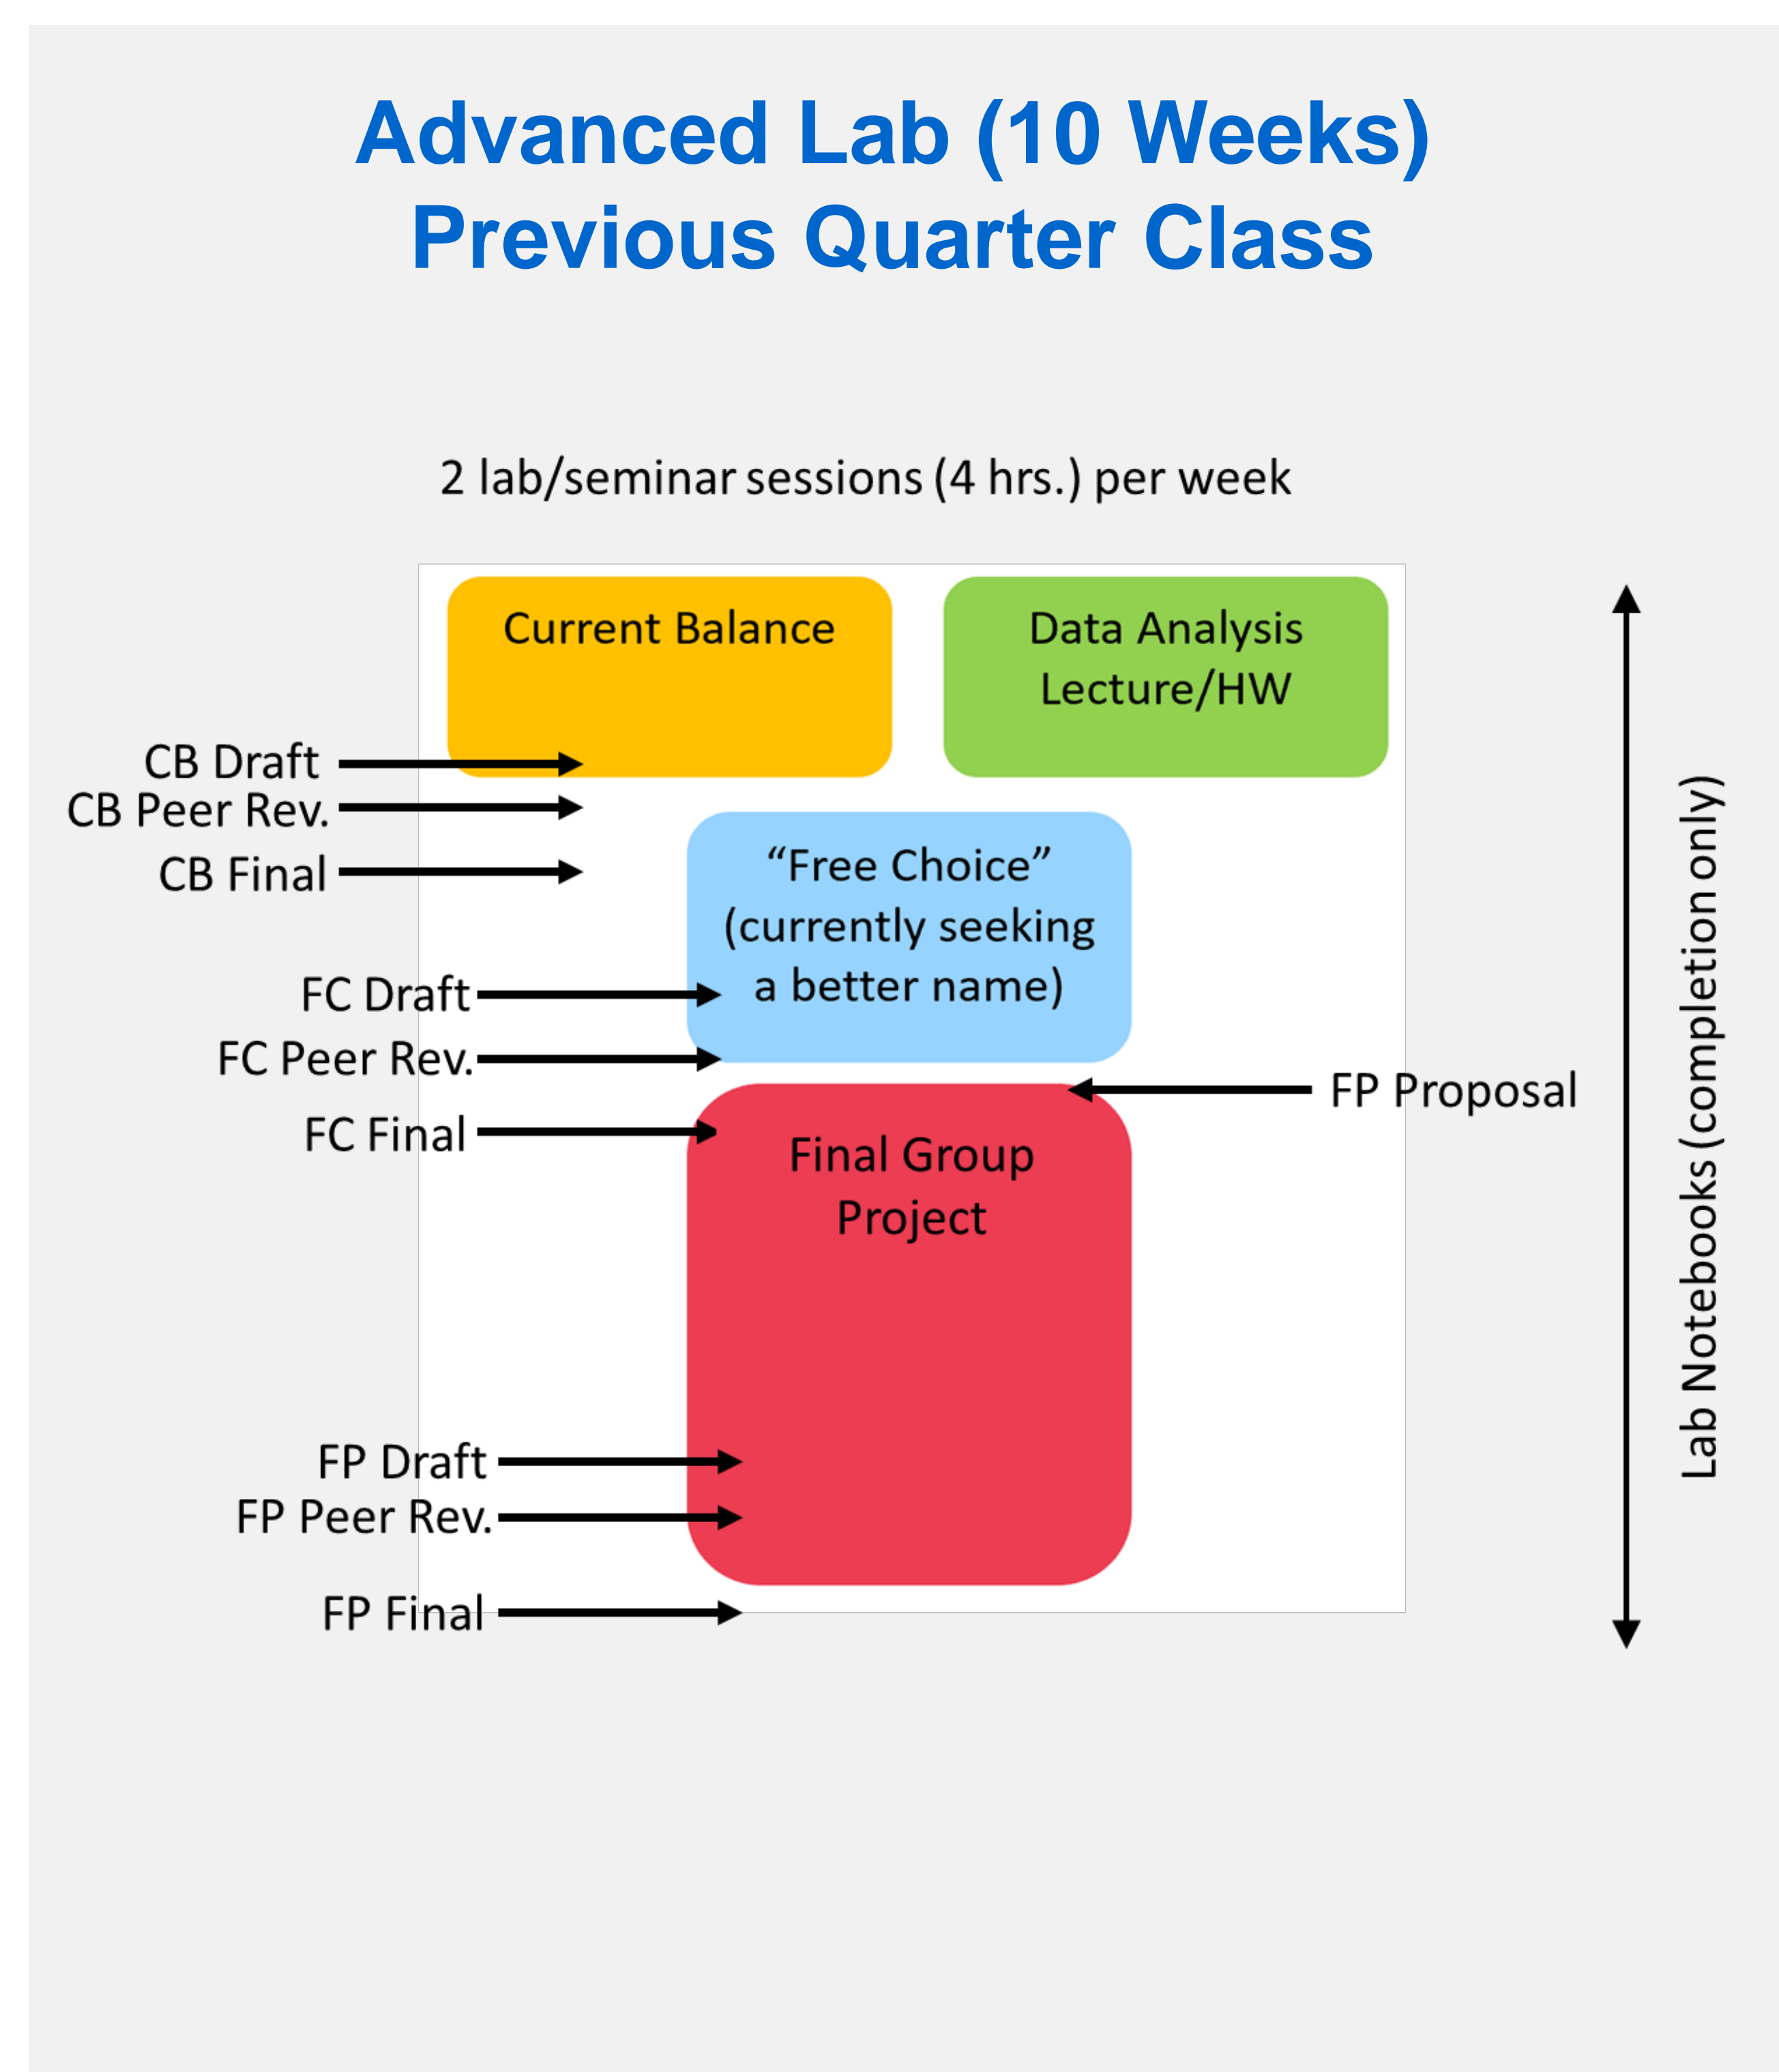 Advanced Lab (10 Weeks)
Previous Quarter Class
2 lab/seminar sessions (4 hrs.) per week
Current Balance
Data Analysis
Lecture/HW
CB Draft
CB Peer Rev.
CB Final
“Free Choice”
(currently seeking
a better name)
FC Draft
FC Peer Rev.
FP Proposal
FC Final
Final Group
Project
FP Draft
FP Peer Rev.
FP Final
Lab Notebooks (completion only)